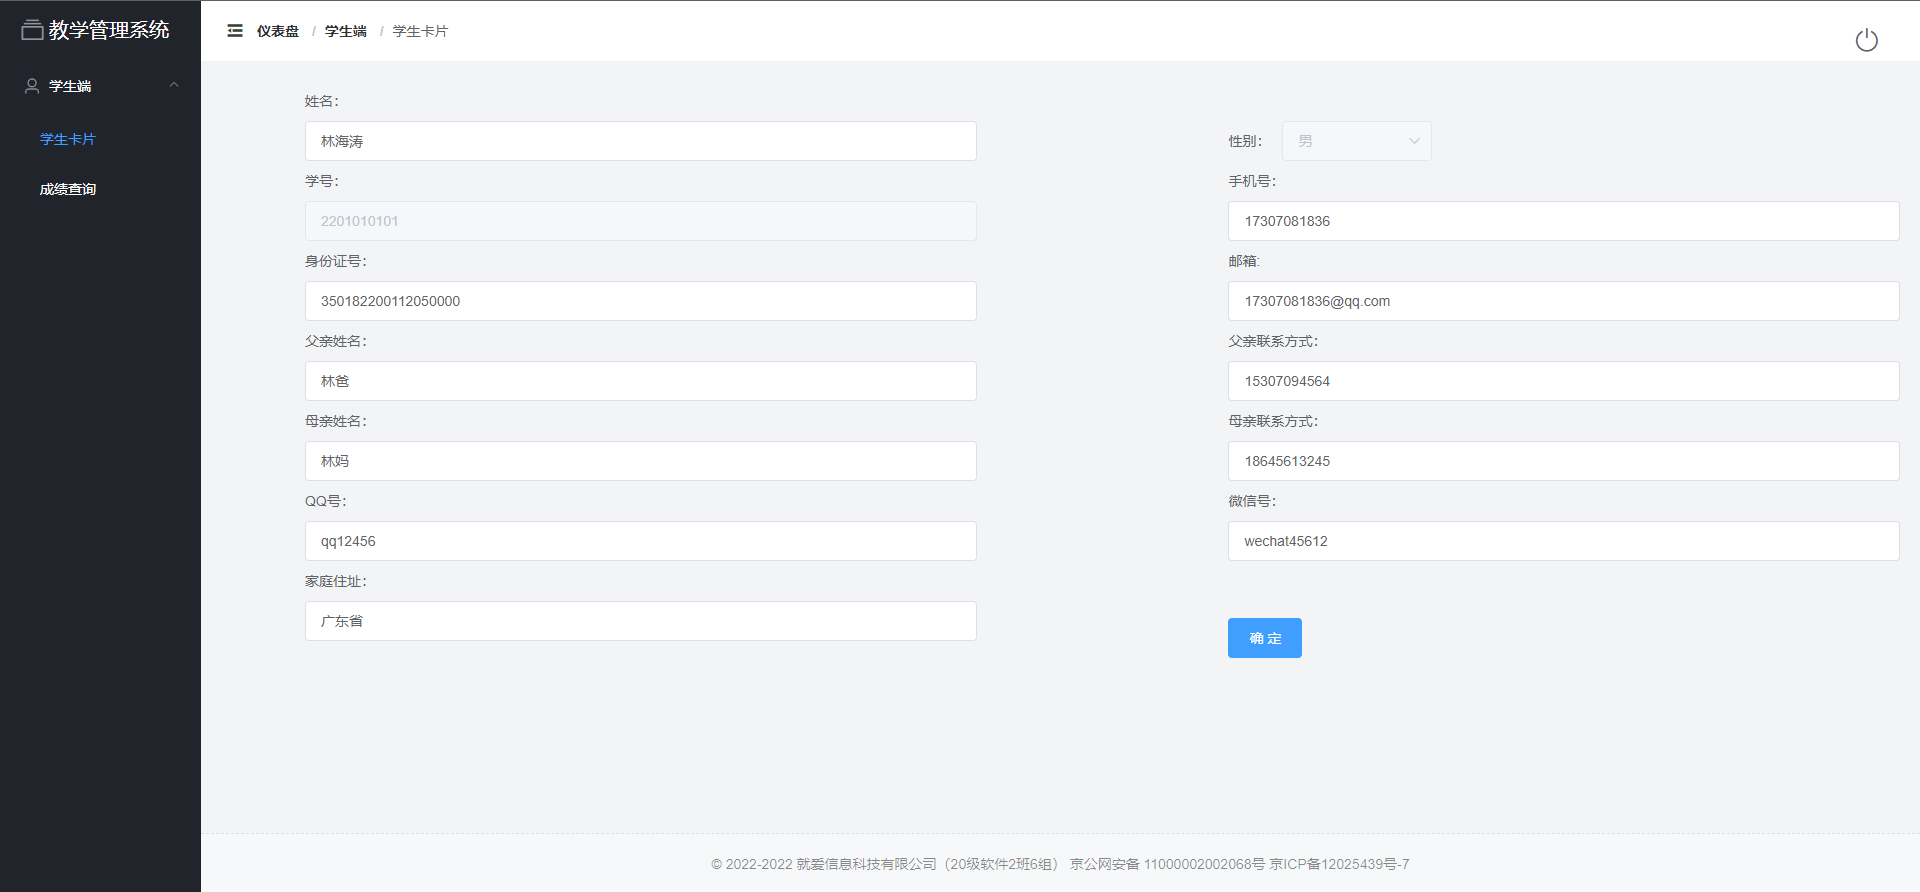 教学管理系统
学生端
学生卡片
成绩查询
仪表盘 / 学生端 / 学生卡片
姓名：
林海涛
性别： 男
学号：
2201010101
手机号：
17307081836
身份证号：
350182200112050000
邮箱:
17307081836@qq.com
父亲姓名：
林爸
父亲联系方式：
15307094564
母亲姓名：
林妈
母亲联系方式：
18645613245
QQ号：
qq12456
微信号：
wechat45612
家庭住址：
广东省
确 定
© 2022-2022 就爱信息科技有限公司（20级软件2班6组） 京公网安备 11000002002068号 京ICP备12025439号-7